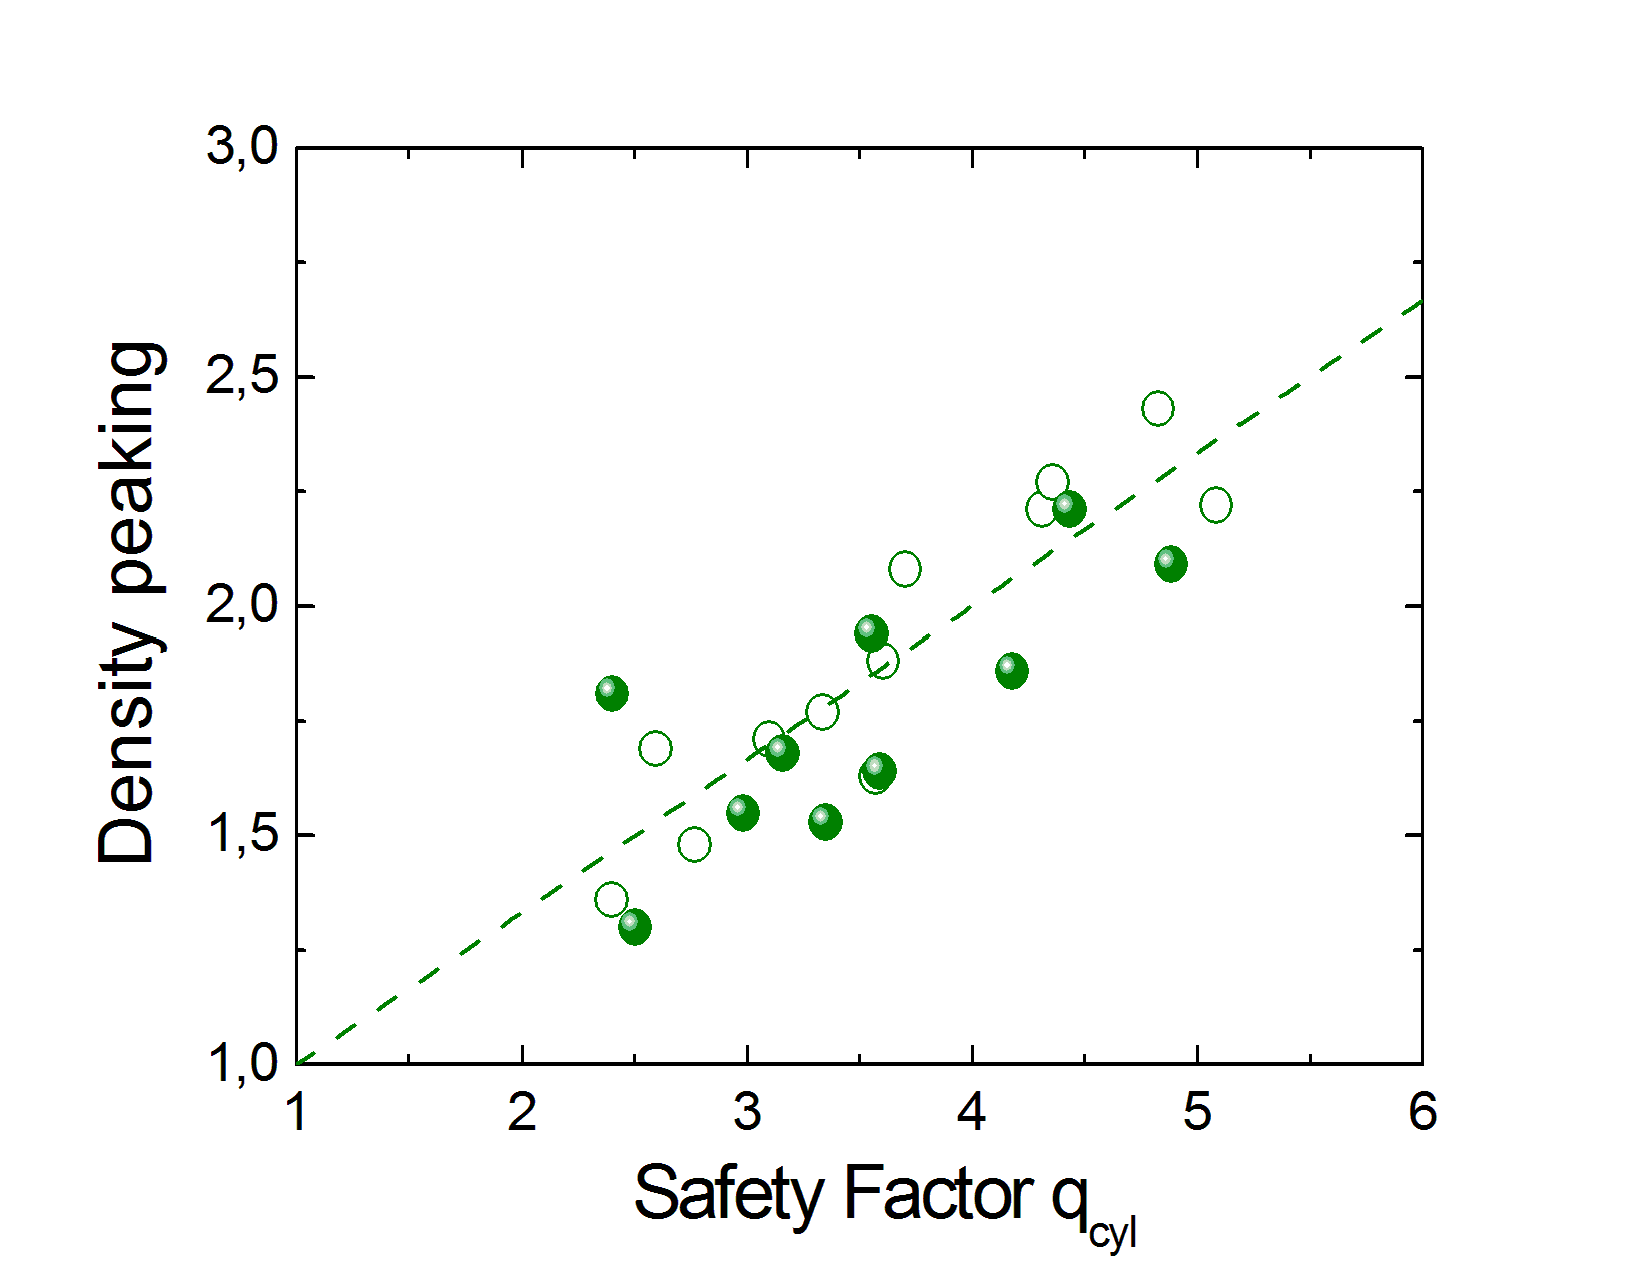 3,0
2,5
2,0
1,5
1,0
Density peaking
1 2 3 4 5 6
Safety Factor q_cyl